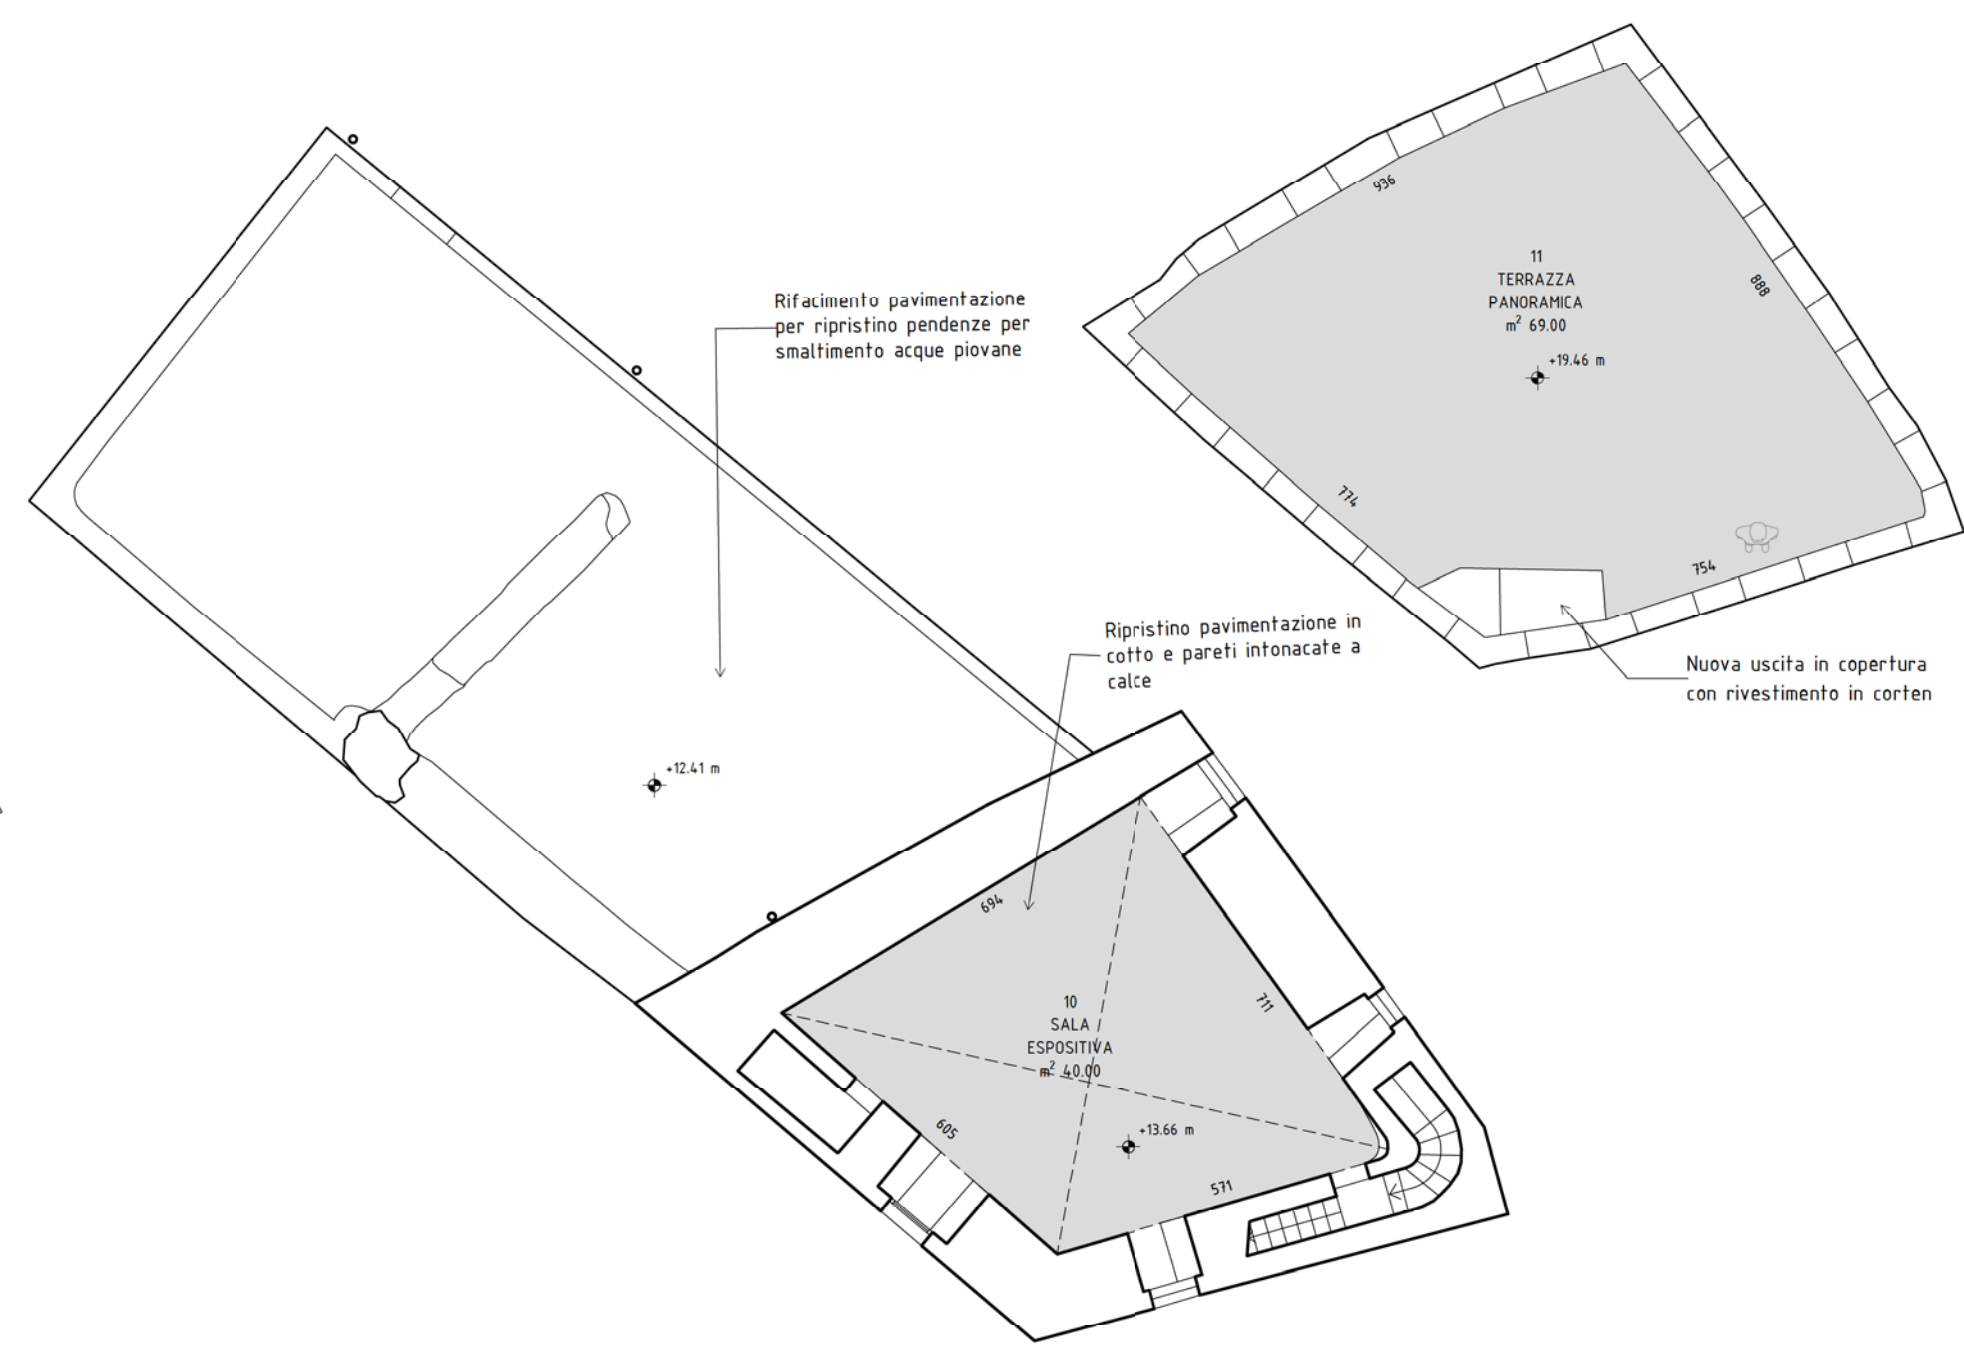 936
888
11
TERRAZZA
PANORAMICA
m² 69.00
+19.46 m
774
754
Rifacimento pavimentazione
per ripristino pendenze per
smaltimento acque piovane
Ripristino pavimentazione in
cotto e pareti intonacate a
calce
Nuova uscita in copertura
con rivestimento in corten
+12.41 m
694
711
10
SALA
ESPOSITIVA
m² 40.00
605
+13.66 m
571